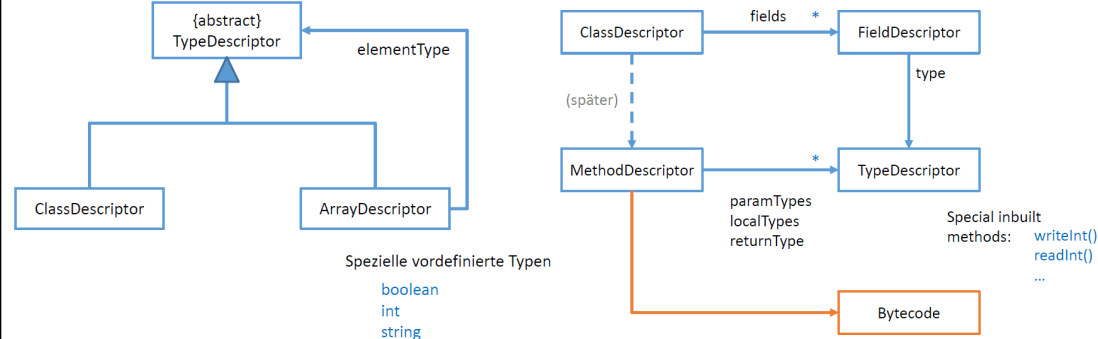 {abstract}
TypeDescriptor
elementType
ClassDescriptor
ArrayDescriptor
Spezielle vordefinierte Typen
boolean
int
string
ClassDescriptor
fields
*
FieldDescriptor
(später)
type
MethodDescriptor
*
TypeDescriptor
paramTypes
localTypes
returnType
Special inbuilt
methods:
writeInt()
readInt()
...
Bytecode